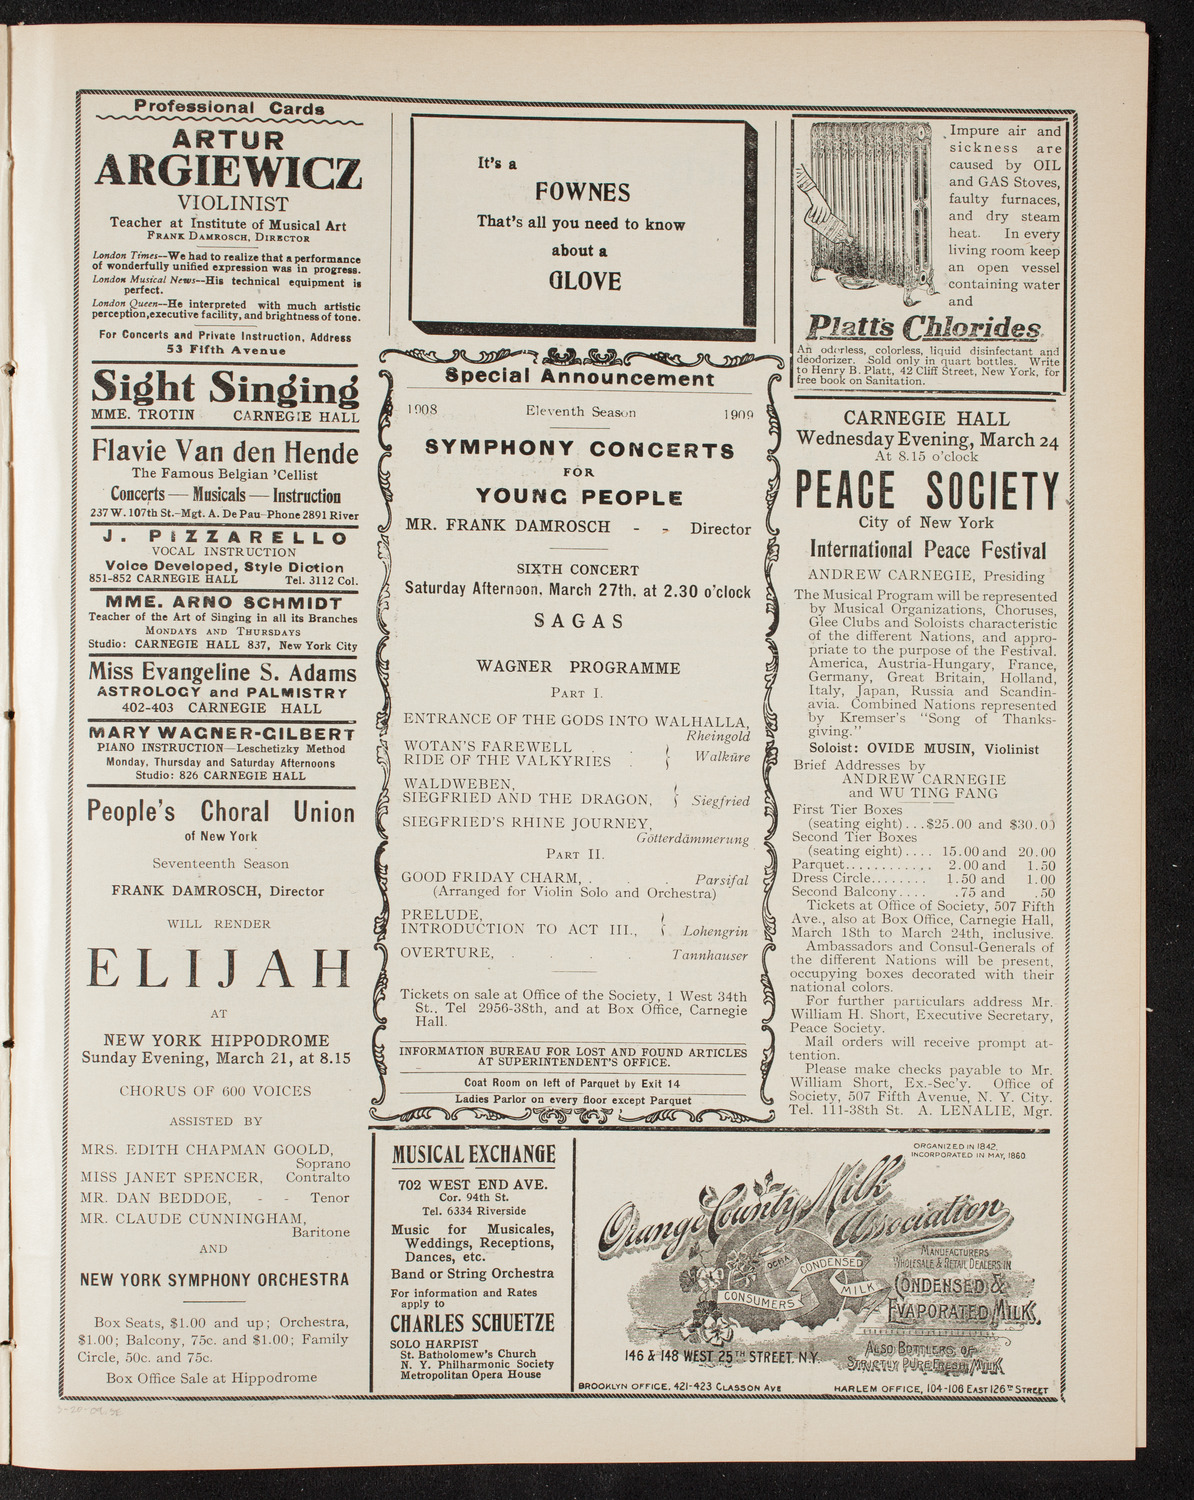 Professional Cards
ARTUR
ARGIEWICZ
VIOLINIST
Teacher at Institute of Musical Art
FRANK DAMROSCH, DIRECTOR
London Times--We had to realize that a performance
of wonderfully unified expression was in progress.
London Musical News--His technical equipment is
perfect.
London Queen--He interpreted with much artistic
perception, executive facility, and brightness of tone.
For Concerts and Private Instruction, Address
53 Fifth Avenue
Sight Singing
MME. TROTIN CARNEGIE HALL
Flavie Van den Hende
The Famous Belgian 'Cellist
Concerts — Musicals — Instruction
237 W. 107th St.-Mgt. A. De Pau-Phone 2891 River
J. PIZZARELLO
VOCAL INSTRUCTION
Voice Developed, Style Diction
851-852 CARNEGIE HALL Tel. 3112 Col.
MME. ARNO SCHMIDT
Teacher of the Art of Singing in all its Branches
MONDAYS AND THURSDAYS
Studio: CARNEGIE HALL 837, New York City
Miss Evangeline S. Adams
ASTROLOGY and PALMISTRY
402-403 CARNEGIE HALL
MARY WAGNER-GILBERT
PIANO INSTRUCTION—Leschetizky Method
Monday, Thursday and Saturday Afternoons
Studio: 826 CARNEGIE HALL
People's Choral Union
of New York
Seventeenth Season
FRANK DAMROSCH, Director
WILL RENDER
ELIJAH
AT
NEW YORK HIPPODROME
Sunday Evening, March 21, at 8.15
CHORUS OF 600 VOICES
ASSISTED BY
MRS. EDITH CHAPMAN GOOLD,
Soprano
MISS JANET SPENCER, Contralto
MR. DAN BEDDOE, - - Tenor
MR. CLAUDE CUNNINGHAM,
Baritone
AND
NEW YORK SYMPHONY ORCHESTRA
Box Seats, $1.00 and up; Orchestra,
$1.00; Balcony, 75c. and $1.00; Family
Circle, 50c. and 75c.
Box Office Sale at Hippodrome
It's a
FOWNES
That's all you need to know
about a
GLOVE
Special Announcement
1908 Eleventh Season 1909
SYMPHONY CONCERTS
FOR
YOUNG PEOPLE
MR. FRANK DAMROSCH - - Director
SIXTH CONCERT
Saturday Afternoon, March 27th, at 2.30 o'clock
SAGAS
WAGNER PROGRAMME
PART I.
ENTRANCE OF THE GODS INTO WALHALLA,
Rheingold
WOTAN'S FAREWELL . .
RIDE OF THE VALKYRIES . Walküre
WALDWEBEN,
SIEGFRIED AND THE DRAGON, Siegfried
SIEGFRIED'S RHINE JOURNEY,
Götterdämmerung
PART II.
GOOD FRIDAY CHARM, . . . Parsifal
(Arranged for Violin Solo and Orchestra)
PRELUDE,
INTRODUCTION TO ACT III., Lohengrin
OVERTURE, . . . . Tannhauser
Tickets on sale at Office of the Society, 1 West 34th
St., Tel 2956-38th, and at Box Office, Carnegie
Hall.
INFORMATION BUREAU FOR LOST AND FOUND ARTICLES
AT SUPERINTENDENT'S OFFICE.
Coat Room on left of Parquet by Exit 14
Ladies Parlor on every floor except Parquet
Impure air and
sickness are
caused by OIL
and GAS Stoves,
faulty furnaces,
and dry steam
heat. In every
living room keep
an open vessel
containing water
and
Platt's Chlorides.
An odorless, colorless, liquid disinfectant and
deodorizer. Sold only in quart bottles. Write
to Henry B. Platt, 42 Cliff Street, New York, for
free book on Sanitation.
CARNEGIE HALL
Wednesday Evening, March 24
At 8.15 o'clock
PEACE SOCIETY
City of New York
International Peace Festival
ANDREW CARNEGIE, Presiding
The Musical Program will be represented
by Musical Organizations, Choruses,
Glee Clubs and Soloists characteristic
of the different Nations, and appro-
priate to the purpose of the Festival.
America, Austria-Hungary, France,
Germany, Great Britain, Holland,
Italy, Japan, Russia and Scandin-
avia. Combined Nations represented
by Kremser's "Song of Thanks-
giving."
Soloist: OVIDE MUSIN, Violinist
Brief Addresses by
ANDREW CARNEGIE
and WU TING FANG
First Tier Boxes
(seating eight)...$25.00 and $30.00
Second Tier Boxes
(seating eight).... 15.00 and 20.00
Parquet............ 2.00 and 1.50
Dress Circle........ 1.50 and 1.00
Second Balcony.... .75 and .50
Tickets at Office of Society, 507 Fifth
Ave., also at Box Office, Carnegie Hall,
March 18th to March 24th, inclusive.
Ambassadors and Consul-Generals of
the different Nations will be present,
occupying boxes decorated with their
national colors.
For further particulars address Mr.
William H. Short, Executive Secretary,
Peace Society.
Mail orders will receive prompt at-
tention.
Please make checks payable to Mr.
William Short, Ex.-Sec'y. Office of
Society, 507 Fifth Avenue, N. Y. City.
Tel. 111-38th St. A. LENALIE, Mgr.
MUSICAL EXCHANGE
702 WEST END AVE.
Cor. 94th St.
Tel. 6334 Riverside
Music for Musicales,
Weddings, Receptions,
Dances, etc.
Band or String Orchestra
For information and Rates
apply to
CHARLES SCHUETZE
SOLO HARPIST
St. Bartholomew's Church
N. Y. Philharmonic Society
Metropolitan Opera House
ORGANIZED IN 1842.
INCORPORATED IN MAY, 1860
Orange County Milk
Association
MANUFACTURERS
WHOLESALE & RETAIL DEALERS IN
CONDENSED &
EVAPORATED MILK,
ALSO BOTTLERS OF
STRICTLY PURE FRESH MILK
OCMA
CONSUMERS CONDENSED MILK
146 & 148 WEST 25TH STREET. N.Y.
BROOKLYN OFFICE, 421-423 CLASSON AVE
HARLEM OFFICE, 104-106 EAST 126TH STREET